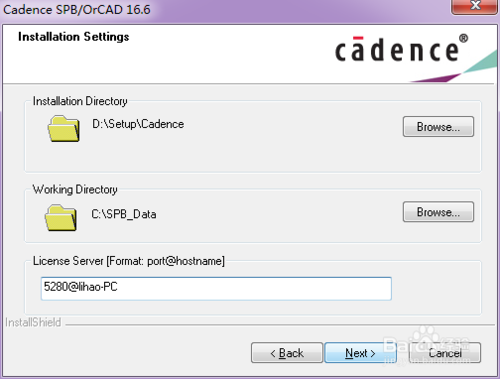 Cadence SPB/OrCAD 16.6
Installation Settings
cādence®
Installation Directory
D:\Setup\Cadence
Browse...
Working Directory
C:\SPB_Data
Browse...
License Server [Format: port@hostname]
5280@lihao-PC
InstallShield
< Back
Next >
Cancel